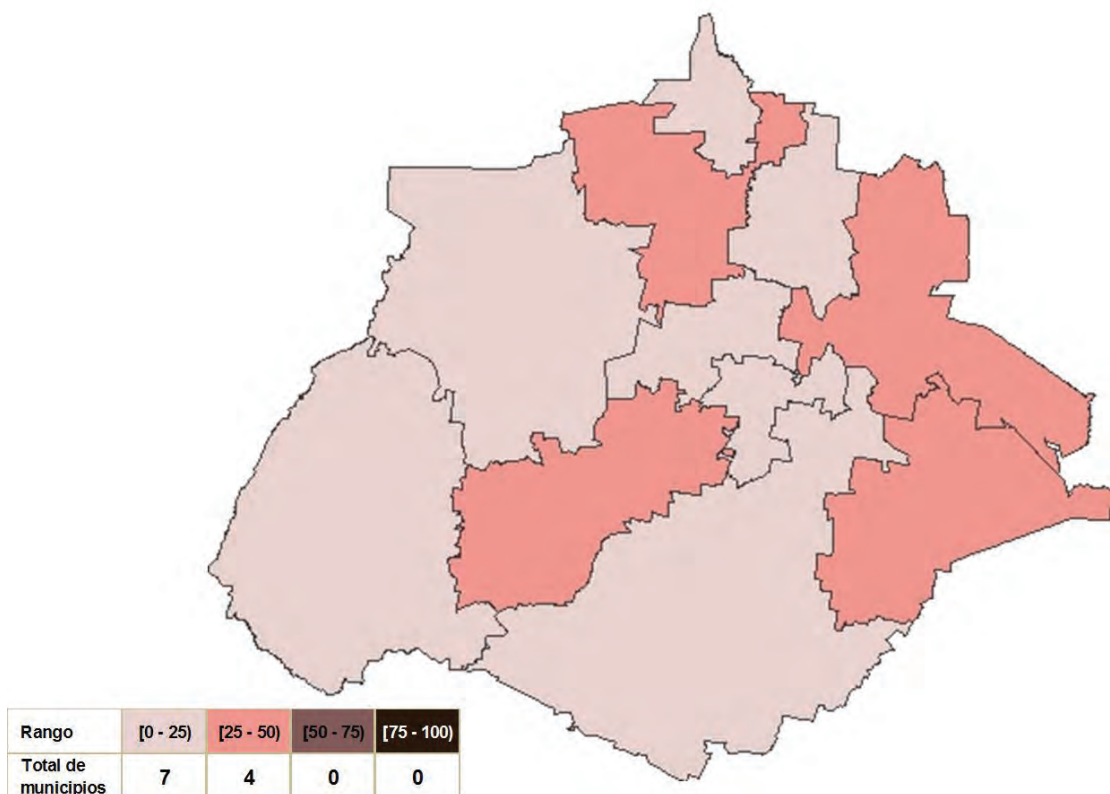 Rango [0 - 25) [25 - 50) [50 - 75) [75 - 100)
Total de
municipios 7 4 0 0